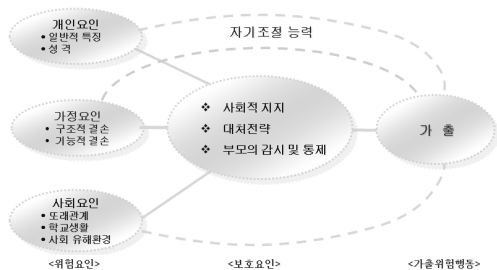 개인요인
• 일반적 특징
• 성 격
자기조절 능력
가정요인
• 구조적 결손
• 기능적 결손
❖ 사회적 지지
❖ 대처전략
❖ 부모의 감시 및 통제
가 출
사회요인
• 또래관계
• 학교생활
• 사회 유해환경
<위험요인>
<보호요인>
<가출위험행동>